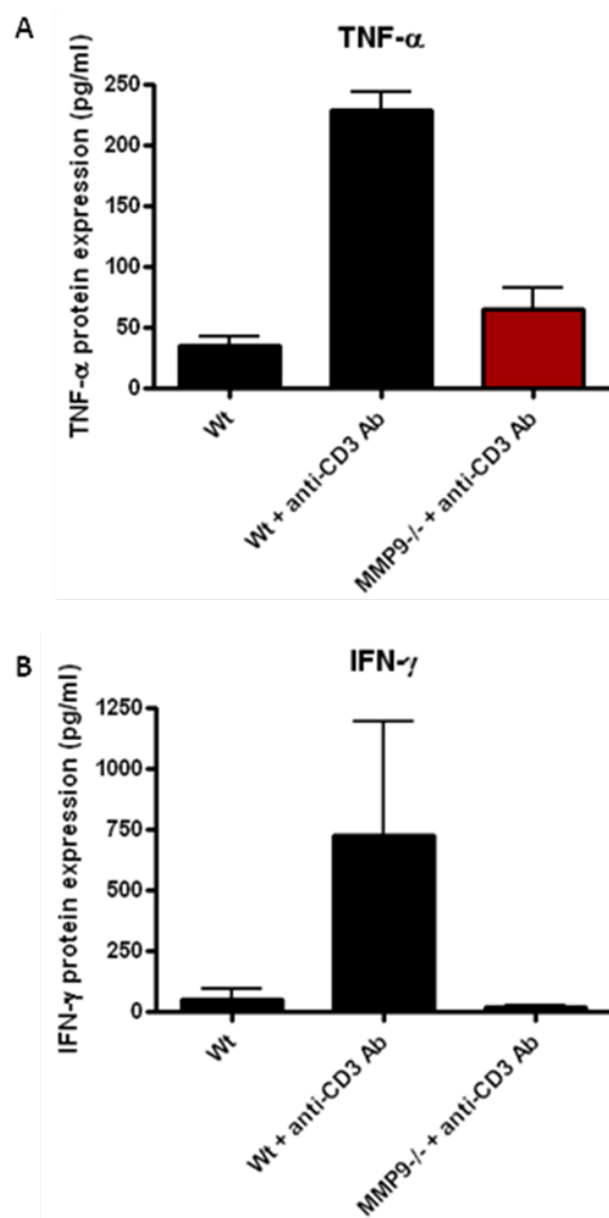 A
TNF-α
TNF-α protein expression (pg/ml)
250
200
150
100
50
0
Wt
Wt + anti-CD3 Ab
MMP9-/- + anti-CD3 Ab
B
IFN-γ
IFN-γ protein expression (pg/ml)
1250
1000
750
500
250
0
Wt
Wt + anti-CD3 Ab
MMP9-/- + anti-CD3 Ab